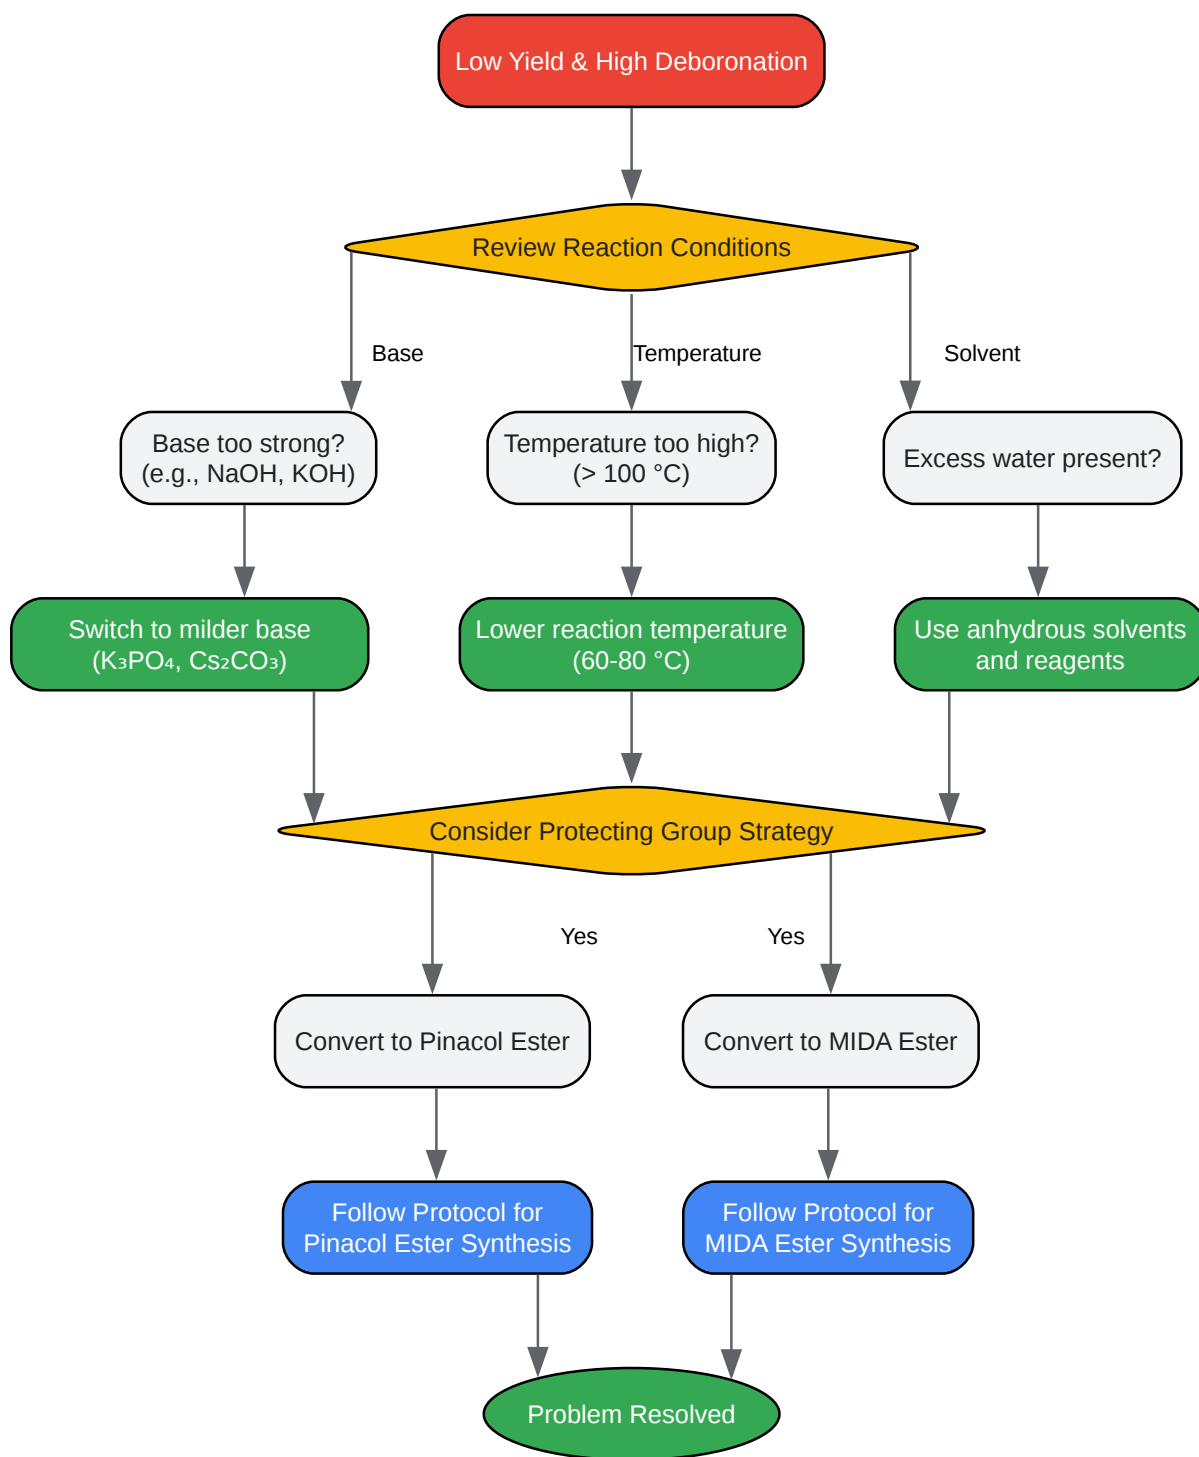 Low Yield & High Deboronation
Review Reaction Conditions
Base
Temperature
Solvent
Base too strong?
(e.g., NaOH, KOH)
Temperature too high?
(> 100 °C)
Excess water present?
Switch to milder base
(K₃PO₄, Cs₂CO₃)
Lower reaction temperature
(60-80 °C)
Use anhydrous solvents
and reagents
Consider Protecting Group Strategy
Yes
Yes
Convert to Pinacol Ester
Convert to MIDA Ester
Follow Protocol for
Pinacol Ester Synthesis
Follow Protocol for
MIDA Ester Synthesis
Problem Resolved